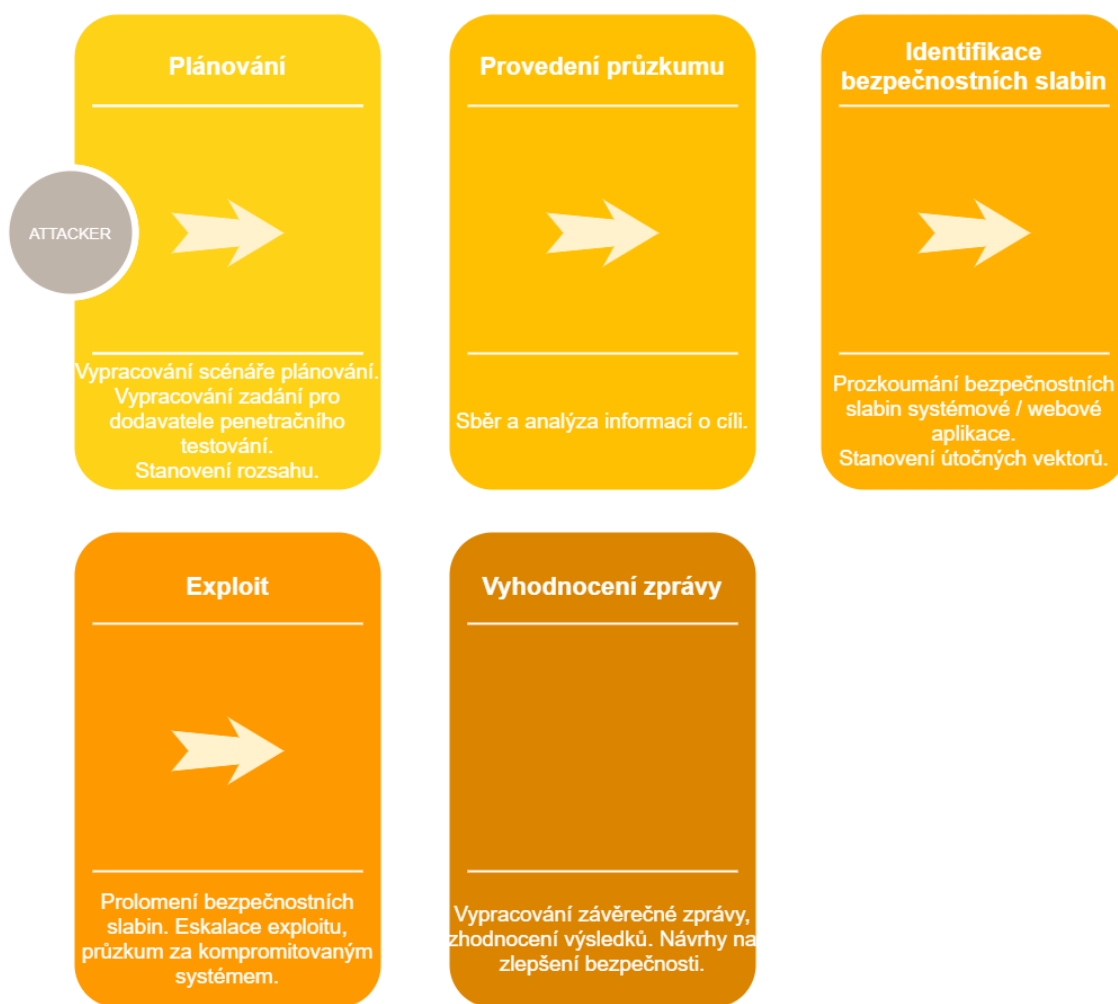 Plánování
ATTACKER
Vypracování scénáře plánování.
Vypracování zadání pro
dodavatele penetračního
testování.
Stanovení rozsahu.
Provedení průzkumu
Sběr a analýza informací o cíli.
Identifikace
bezpečnostních slabin
Prozkoumání bezpečnostních
slabin systémové / webové
aplikace.
Stanovení útočných vektorů.
Exploit
Prolomení bezpečnostních
slabin. Eskalace exploitu,
průzkum za kompromitovaným
systémem.
Vyhodnocení zprávy
Vypracování závěrečné zprávy,
zhodnocení výsledků. Návrhy na
zlepšení bezpečnosti.